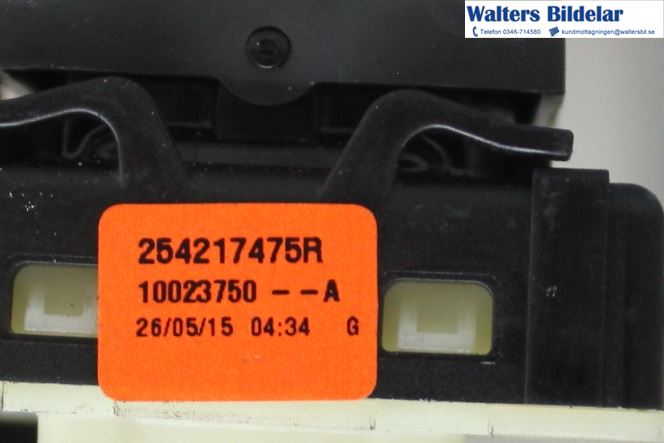 Walters Bildelar
Telefon 0346-714580 kundmottagningen@waltersbil.se
254217475R
10023750 -- A
26/05/15 04:34 G